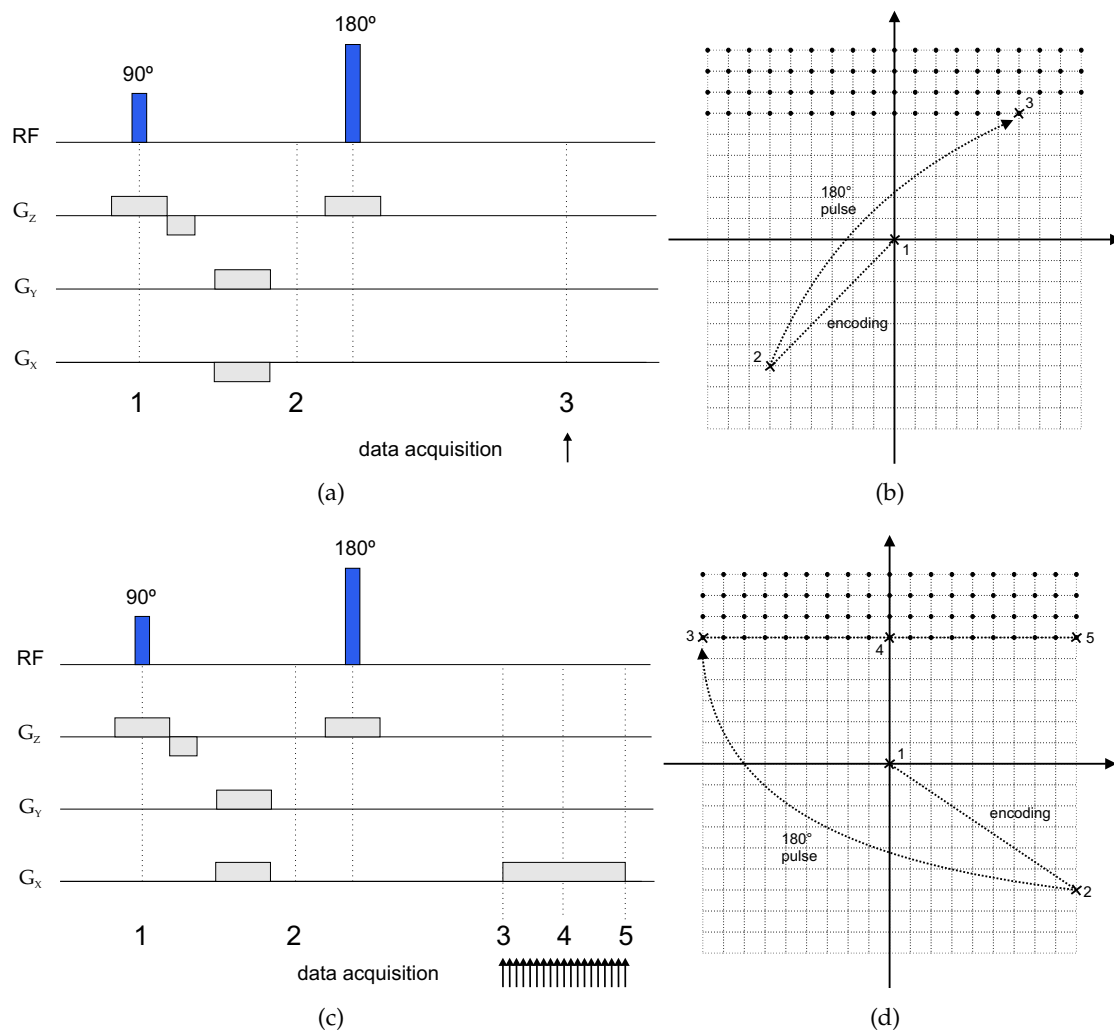 180º
90º
RF
G_Z
G_Y
G_X
1 2 3
data acquisition
(a)
3
180°
pulse
1
encoding
2
(b)
180º
90º
RF
G_Z
G_Y
G_X
1 2 3 4 5
data acquisition
(c)
3 4 5
1
encoding
180°
pulse
2
(d)